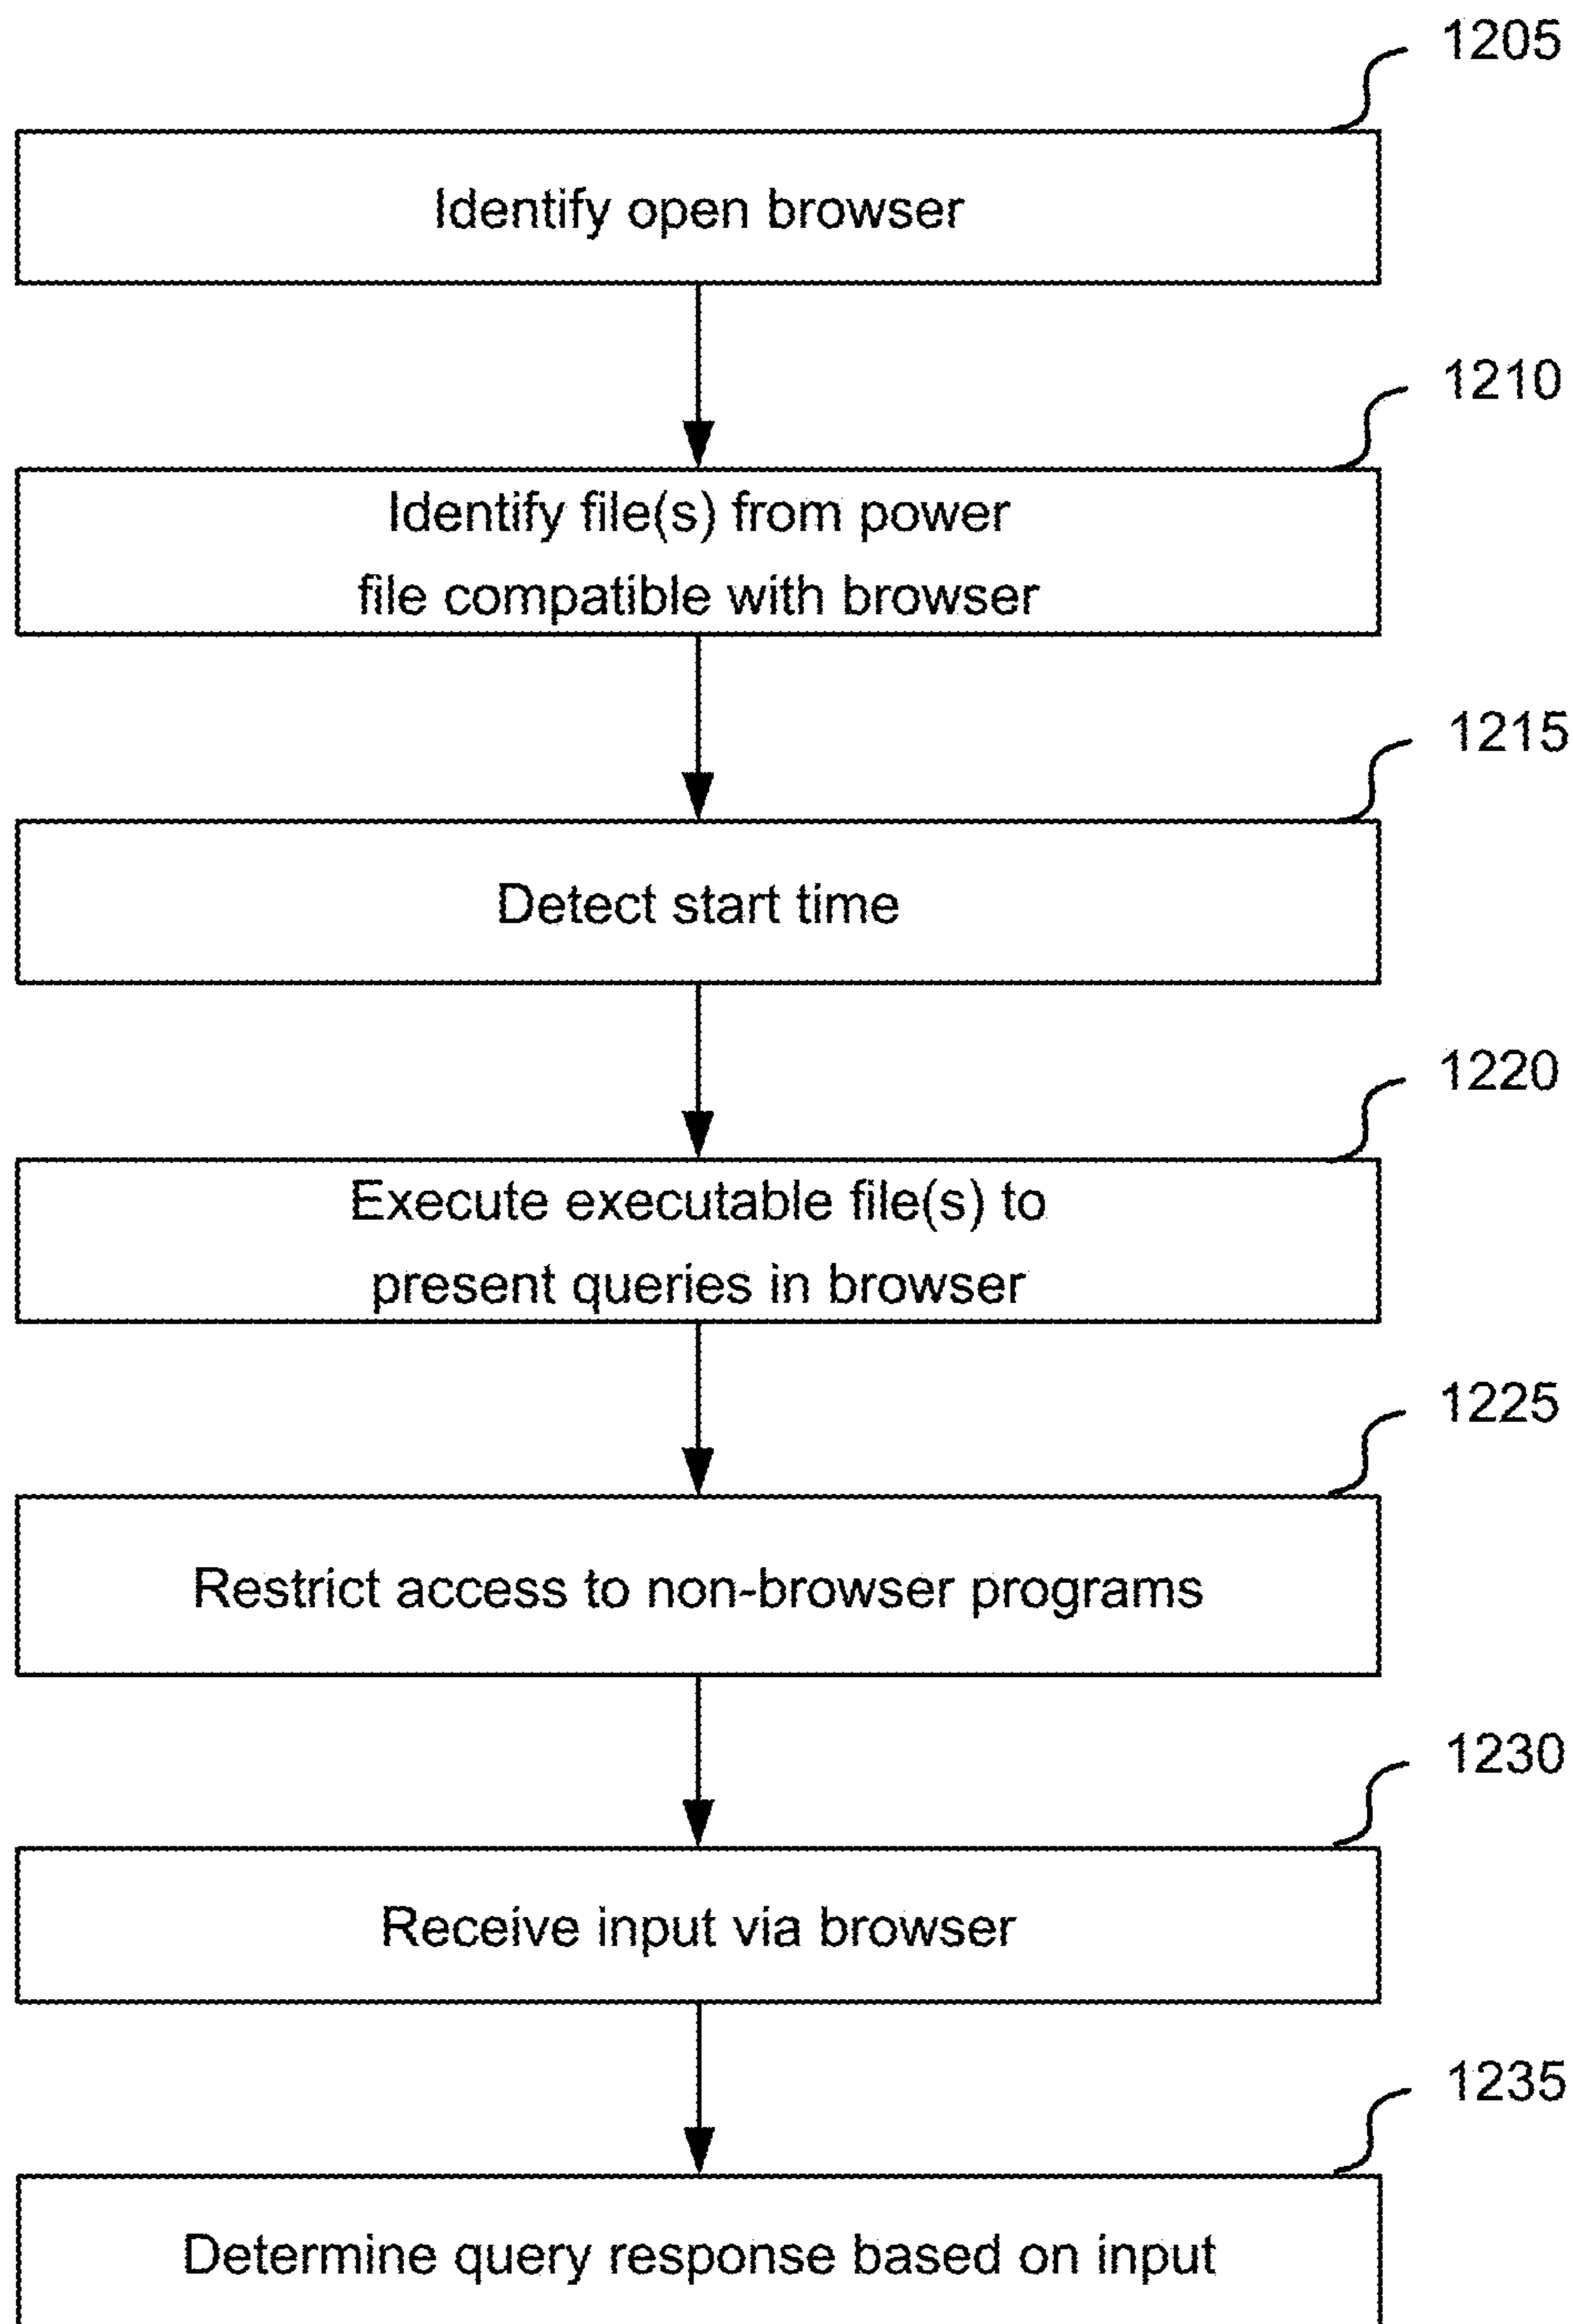 1205
Identify open browser
1210
Identify file(s) from power
file compatible with browser
1215
Detect start time
1220
Execute executable file(s) to
present queries in browser
1225
Restrict access to non-browser programs
1230
Receive input via browser
1235
Determine query response based on input